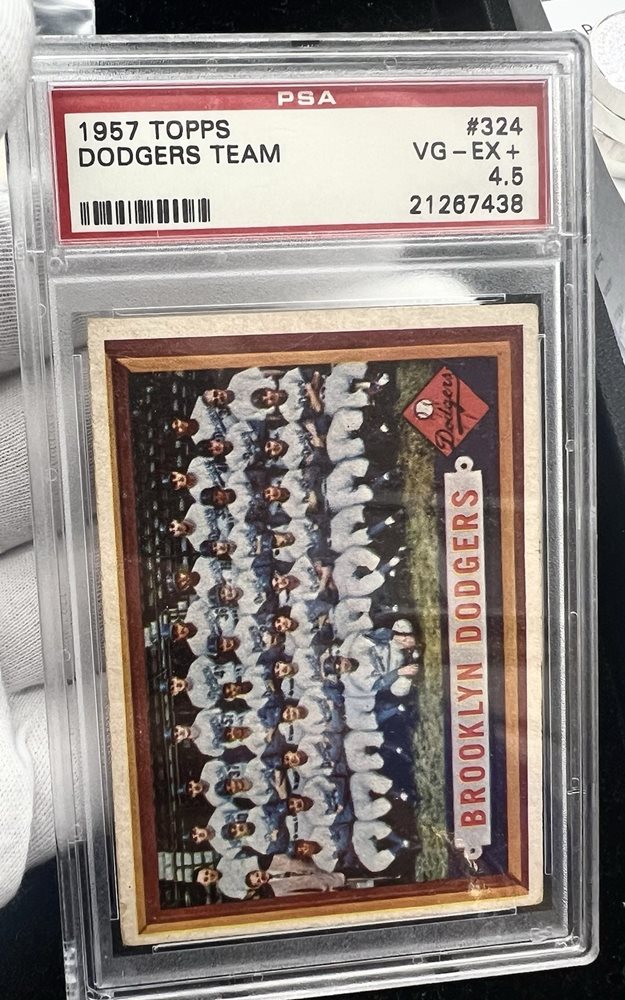 PSA
1957 TOPPS #324
DODGERS TEAM VG-EX+
4.5
21267438
Dodgers
BROOKLYN DODGERS